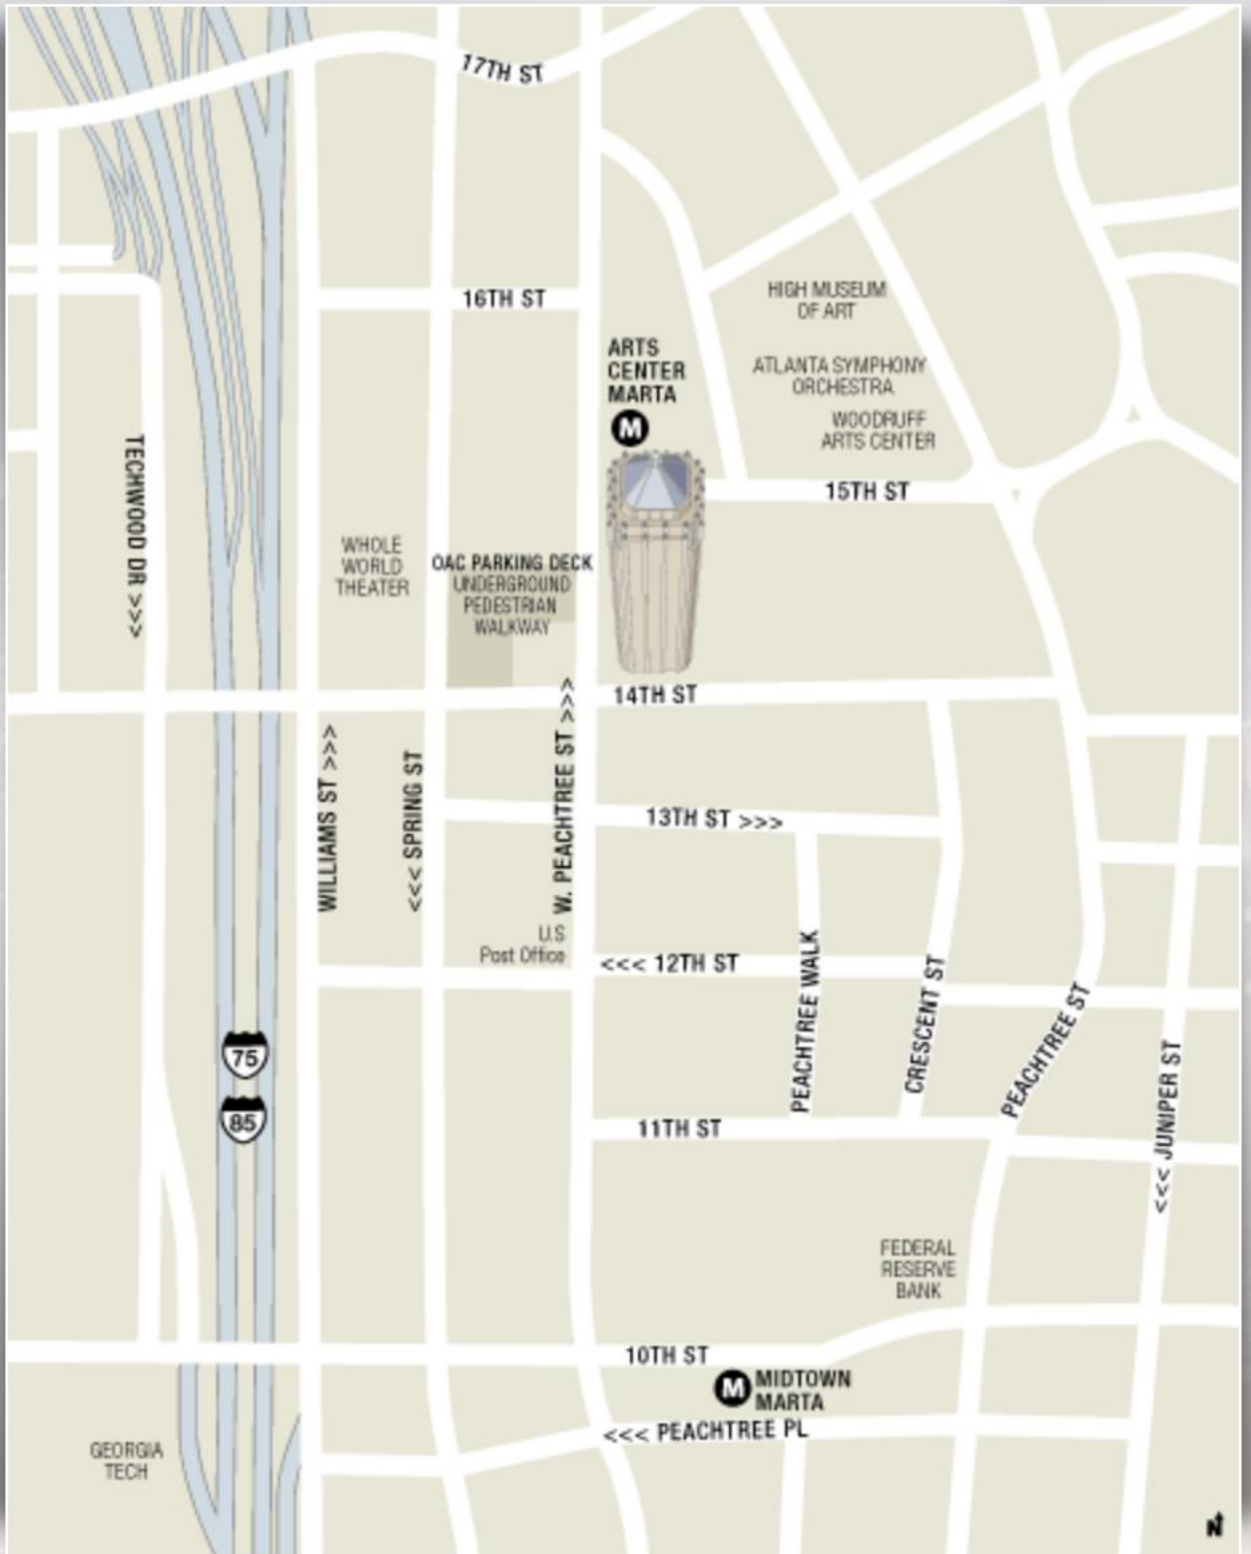 17TH ST
16TH ST
HIGH MUSEUM
OF ART
ARTS
CENTER
MARTA
M
ATLANTA SYMPHONY
ORCHESTRA
WOODRUFF
ARTS CENTER
15TH ST
TECHWOOD DR >>>
WHOLE
WORLD
THEATER
OAC PARKING DECK
UNDERGROUND
PEDESTRIAN
WALKWAY
14TH ST
WILLIAMS ST >>>
<<< SPRING ST
W. PEACHTREE ST >>>
13TH ST >>>
U.S
Post Office
<<< 12TH ST
PEACHTREE WALK
CRESCENT ST
PEACHTREE ST
<<< JUNIPER ST
75
85
11TH ST
FEDERAL
RESERVE
BANK
10TH ST
M
MIDTOWN
MARTA
<<< PEACHTREE PL
GEORGIA
TECH
N